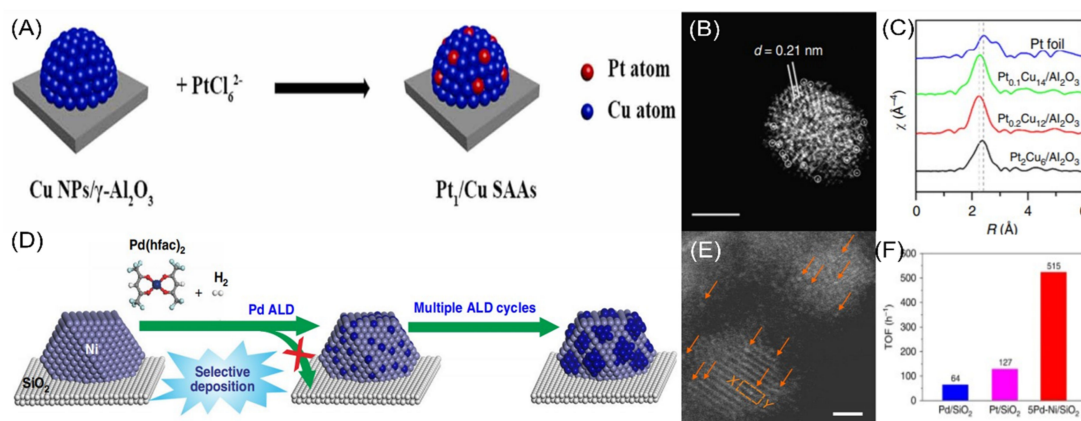 (A)
+ PtCl₆²⁻
Pt atom
Cu atom
Cu NPs/γ-Al₂O₃
Pt₁/Cu SAAs
(B)
d = 0.21 nm
(C)
Pt foil
Pt₀.₁Cu₁₄/Al₂O₃
Pt₀.₂Cu₁₂/Al₂O₃
Pt₂Cu₆/Al₂O₃
χ (Å⁻⁴)
0 2 4 6
R (Å)
(D)
Pd(hfac)₂
+
H₂
Pd ALD
Multiple ALD cycles
Ni
SiO₂
Selective
deposition
(E)
X
Y
(F)
TOF (h⁻¹)
600
500
400
300
200
100
0
64
127
515
Pd/SiO₂
Pt/SiO₂
5Pd-Ni/SiO₂